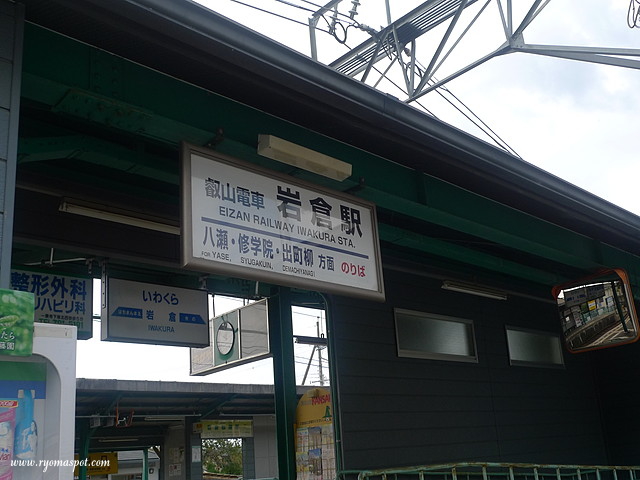 叡山電車 岩倉駅
EIZAN RAILWAY IWAKURA STA.
八瀬・修学院・出町柳 方面 のりば
FOR YASE, SYUGAKUIN, DEMACHIYANAGI
整形外科
リハビリ科
いわくら
岩倉
IWAKURA
www.ryomaspot.com